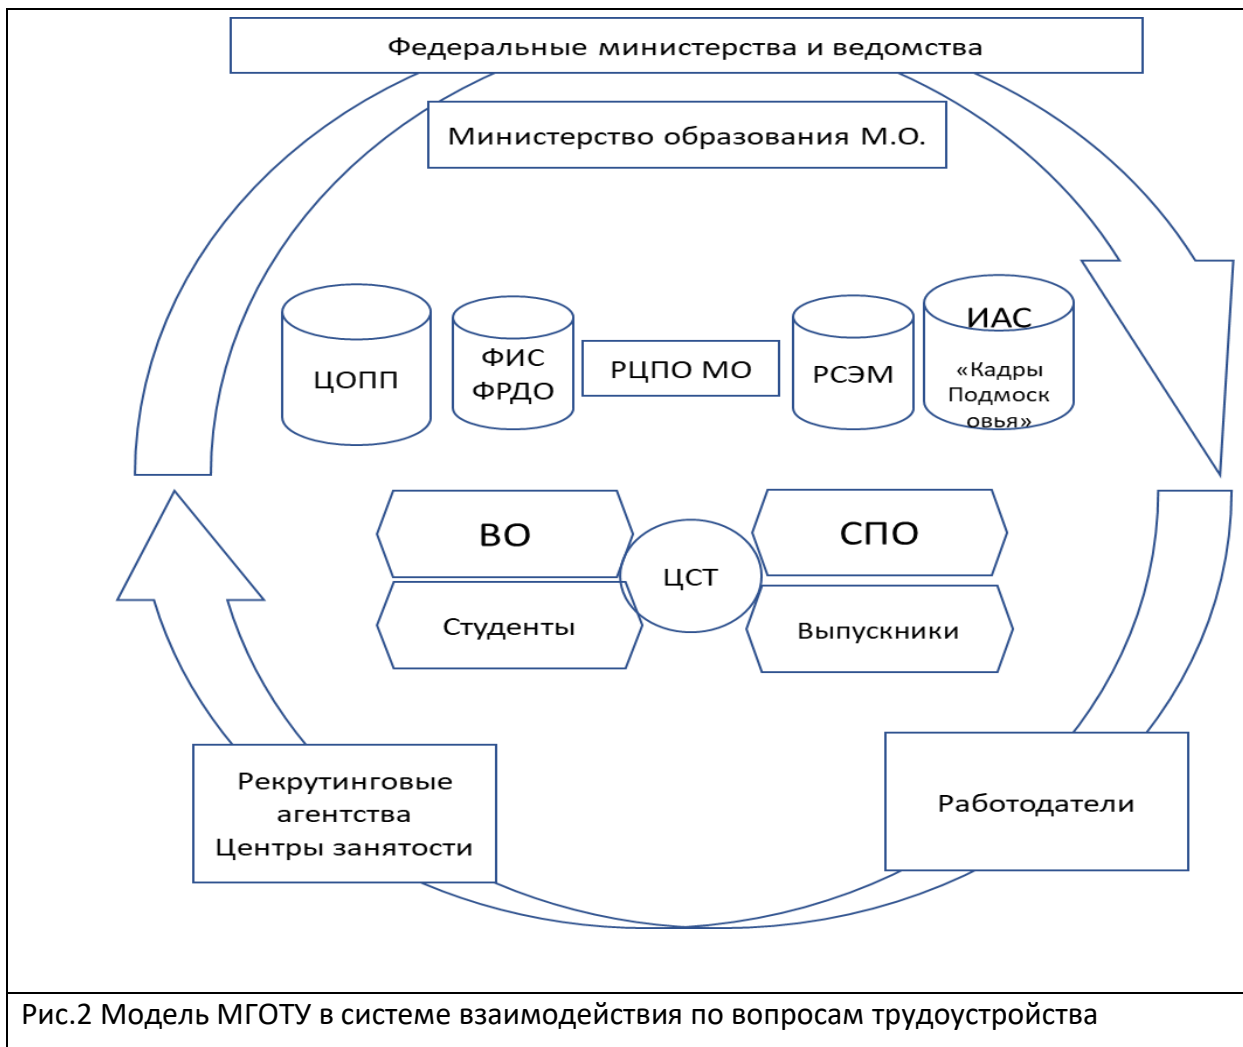 Федеральные министерства и ведомства
Министерство образования М.О.
ЦОПП
ФИС
ФРДО
РЦПО МО
РСЭМ
ИАС
«Кадры
Подмоск
овья»
ВО
СПО
ЦСТ
Студенты
Выпускники
Рекрутинговые
агентства
Центры занятости
Работодатели
Рис.2 Модель МГОТУ в системе взаимодействия по вопросам трудоустройства